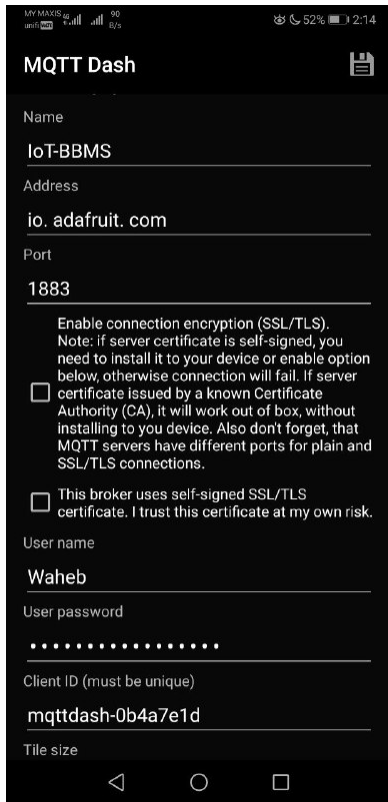 MY MAXIS 4G 90
unifi B/s 52% 2:14
MQTT Dash
Name
IoT-BBMS
Address
io. adafruit. com
Port
1883
Enable connection encryption (SSL/TLS).
Note: if server certificate is self-signed, you
need to install it to your device or enable option
below, otherwise connection will fail. If server
certificate issued by a known Certificate
Authority (CA), it will work out of box, without
installing to you device. Also don't forget, that
MQTT servers have different ports for plain and
SSL/TLS connections.
This broker uses self-signed SSL/TLS
certificate. I trust this certificate at my own risk.
User name
Waheb
User password
•••••••••••••••••
Client ID (must be unique)
mqttdash-0b4a7e1d
Tile size